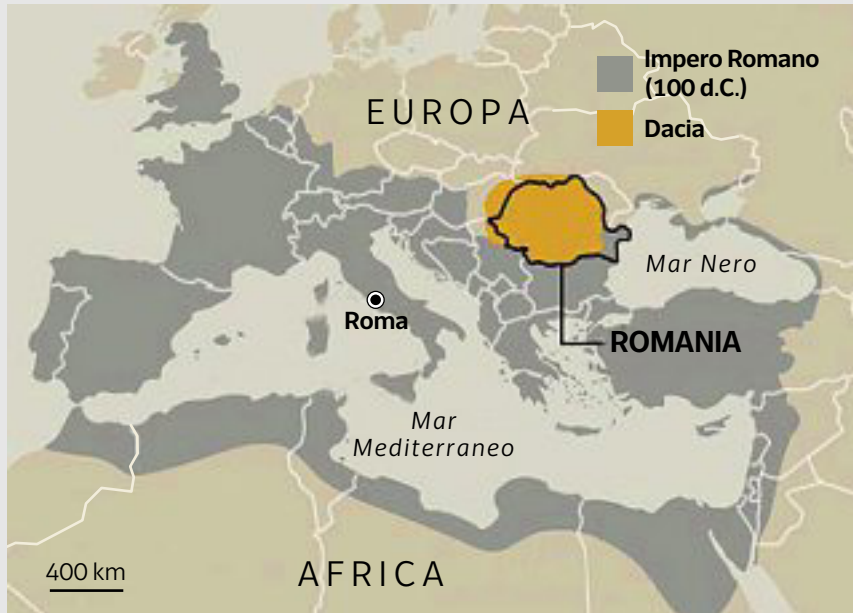 Impero Romano
(100 d.C.)
Dacia
EUROPA
Mar Nero
Roma
ROMANIA
Mar
Mediterraneo
400 km
AFRICA